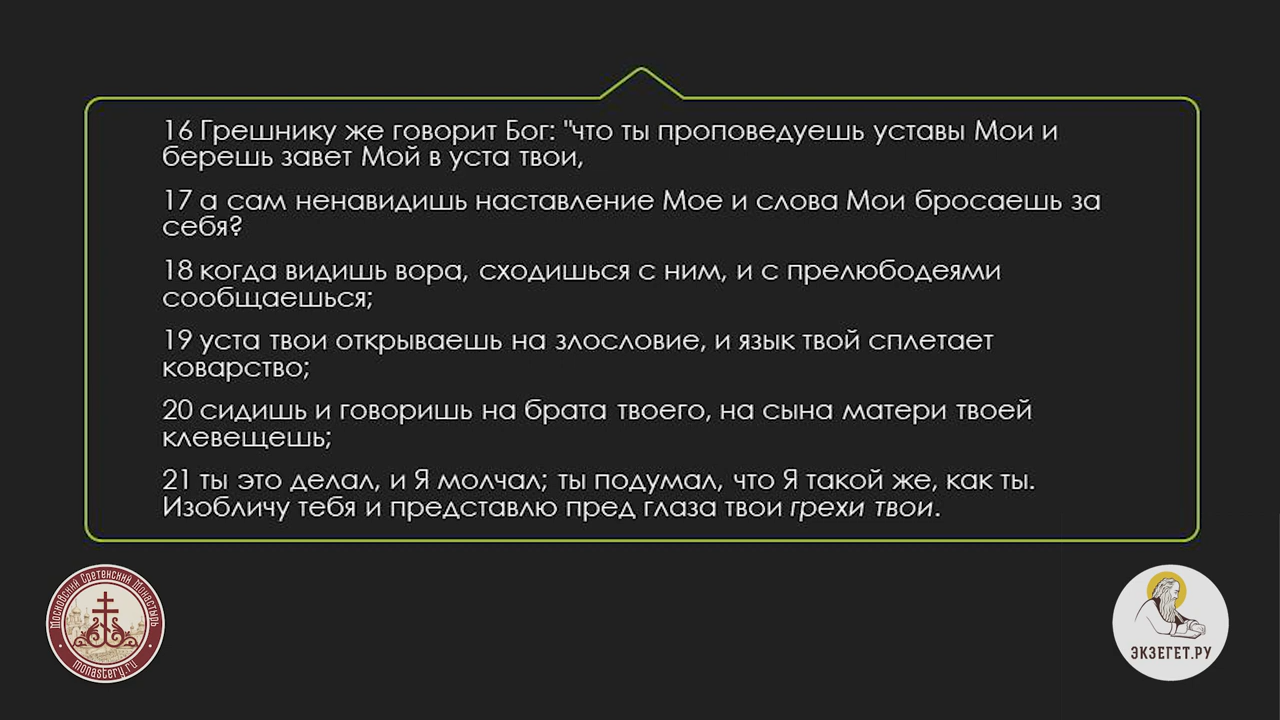 16 Грешнику же говорит Бог: "что ты проповедуешь уставы Мои и
берешь завет Мой в уста твои,
17 а сам ненавидишь наставление Мое и слова Мои бросаешь за
себя?
18 когда видишь вора, сходишься с ним, и с прелюбодеями
сообщаешься;
19 уста твои открываешь на злословие, и язык твой сплетает
коварство;
20 сидишь и говоришь на брата твоего, на сына матери твоей
клевещешь;
21 ты это делал, и Я молчал; ты подумал, что Я такой же, как ты.
Изобличу тебя и представлю пред глаза твои грехи твои.
Московский Сретенский Монастырь
monastery.ru
ЭКЗЕГЕТ.РУ